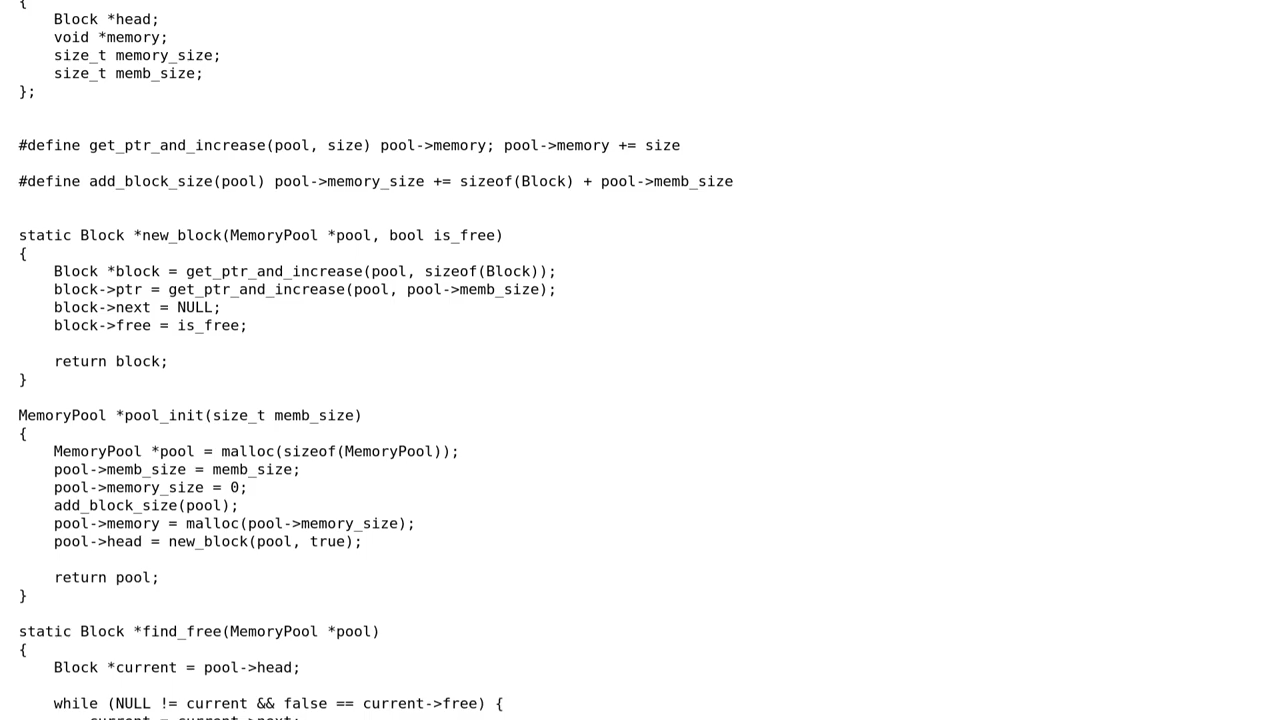 {
    Block *head;
    void *memory;
    size_t memory_size;
    size_t memb_size;
};
#define get_ptr_and_increase(pool, size) pool->memory; pool->memory += size
#define add_block_size(pool) pool->memory_size += sizeof(Block) + pool->memb_size
static Block *new_block(MemoryPool *pool, bool is_free)
{
    Block *block = get_ptr_and_increase(pool, sizeof(Block));
    block->ptr = get_ptr_and_increase(pool, pool->memb_size);
    block->next = NULL;
    block->free = is_free;
    return block;
}
MemoryPool *pool_init(size_t memb_size)
{
    MemoryPool *pool = malloc(sizeof(MemoryPool));
    pool->memb_size = memb_size;
    pool->memory_size = 0;
    add_block_size(pool);
    pool->memory = malloc(pool->memory_size);
    pool->head = new_block(pool, true);
    return pool;
}
static Block *find_free(MemoryPool *pool)
{
    Block *current = pool->head;
    while (NULL != current && false == current->free) {
        current = current->next;